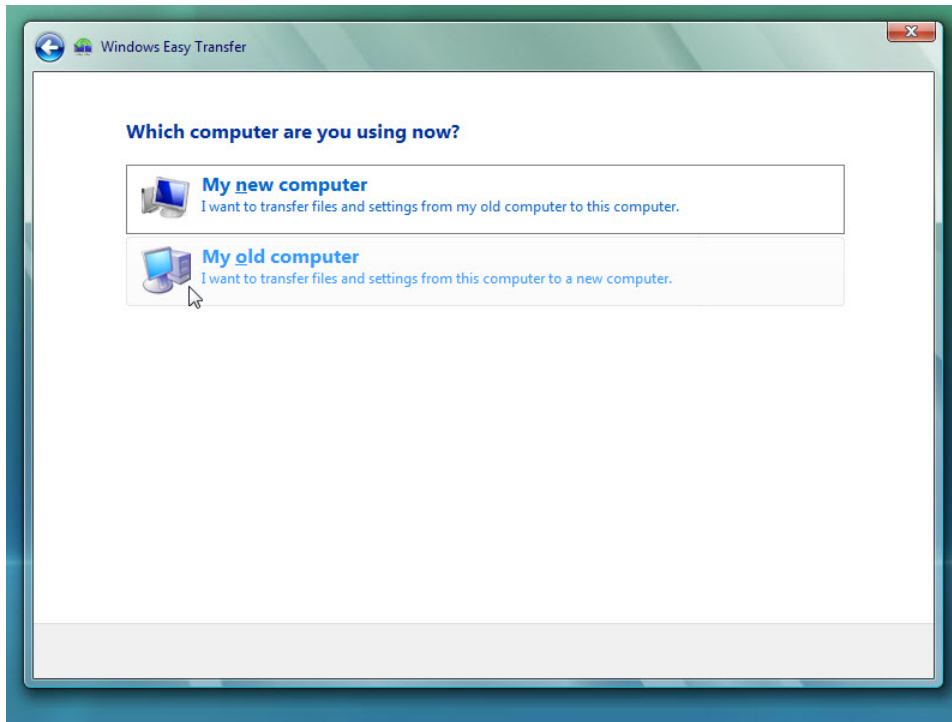 Windows Easy Transfer
Which computer are you using now?
My new computer
I want to transfer files and settings from my old computer to this computer.
My old computer
I want to transfer files and settings from this computer to a new computer.